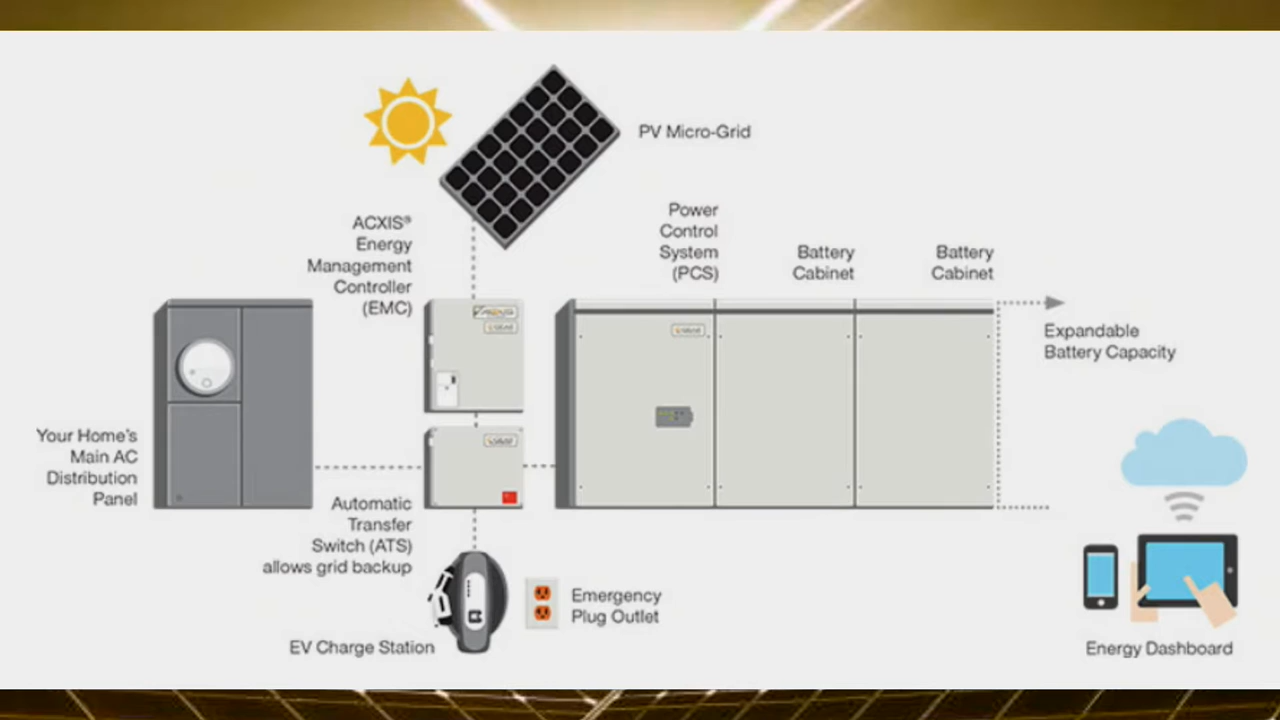 PV Micro-Grid
ACXIS®
Energy
Management
Controller
(EMC)
Power
Control
System
(PCS)
Battery
Cabinet
Battery
Cabinet
Expandable
Battery Capacity
Your Home's
Main AC
Distribution
Panel
Automatic
Transfer
Switch (ATS)
allows grid backup
EV Charge Station
Emergency
Plug Outlet
Energy Dashboard